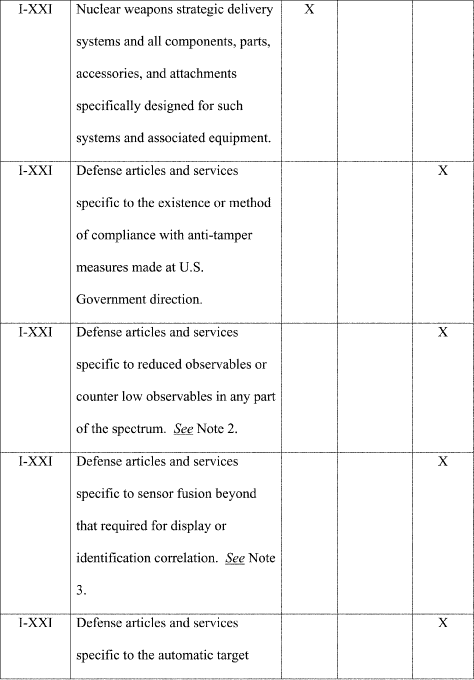 I-XXI Nuclear weapons strategic delivery X
systems and all components, parts,
accessories, and attachments
specifically designed for such
systems and associated equipment.
I-XXI Defense articles and services X
specific to the existence or method
of compliance with anti-tamper
measures made at U.S.
Government direction.
I-XXI Defense articles and services X
specific to reduced observables or
counter low observables in any part
of the spectrum. See Note 2.
I-XXI Defense articles and services X
specific to sensor fusion beyond
that required for display or
identification correlation. See Note
3.
I-XXI Defense articles and services X
specific to the automatic target